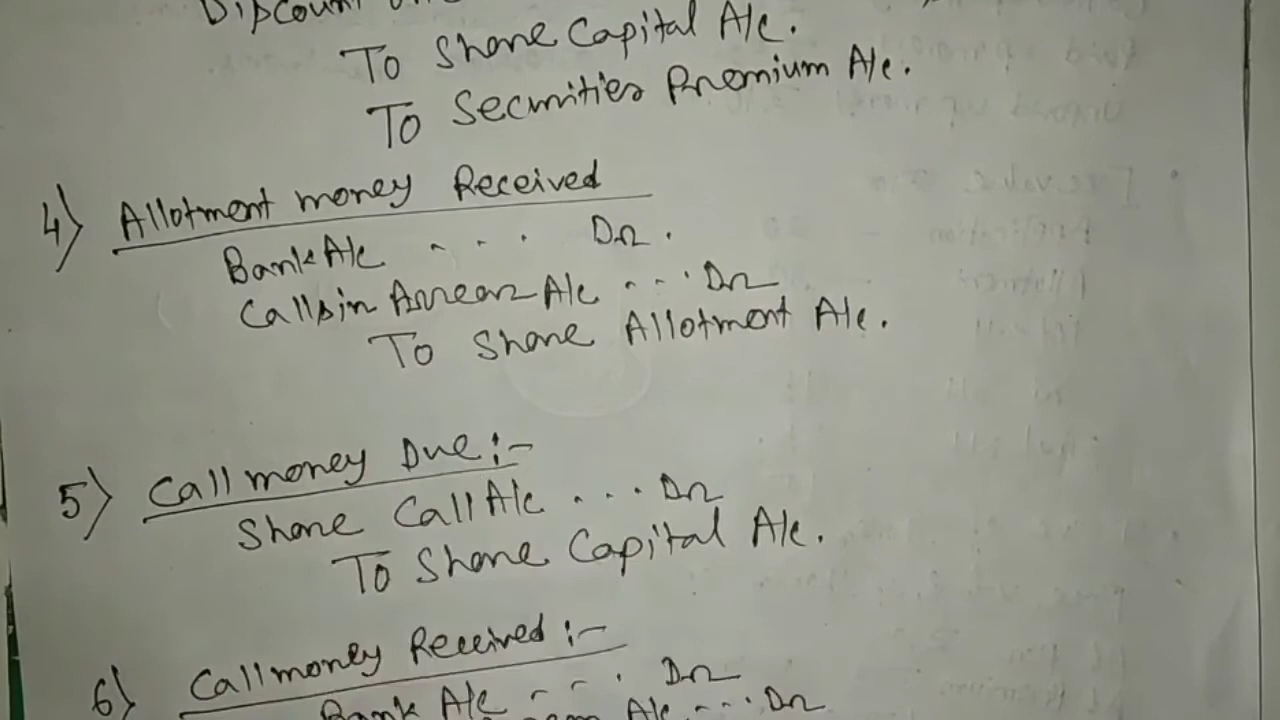 Discount
To Share Capital A/c.
To Securities Premium A/c.
4) Allotment money Received
Bank A/c . . . Dr.
Calls in Arrear A/c . . . Dr
To Share Allotment A/c.
5) Call money Due :-
Share Call A/c . . . Dr
To Share Capital A/c.
6) Call money Received :-
Bank A/c - - . Dr
A/c . . . Dr